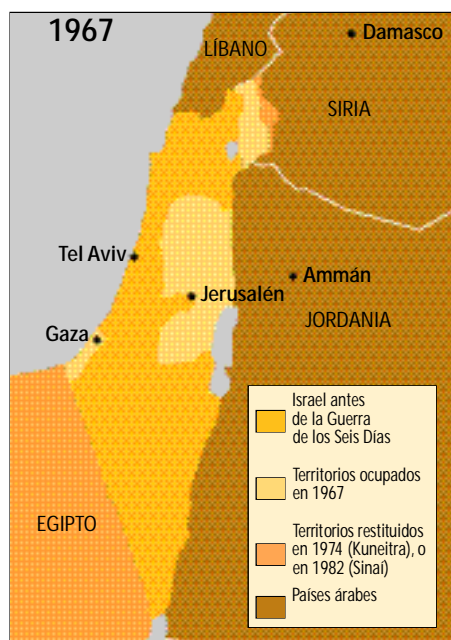 1967
Damasco
LÍBANO
SIRIA
Tel Aviv
Ammán
Jerusalén
JORDANIA
Gaza
EGIPTO
Israel antes
de la Guerra
de los Seis Días
Territorios ocupados
en 1967
Territorios restituidos
en 1974 (Kuneitra), o
en 1982 (Sinaí)
Países árabes